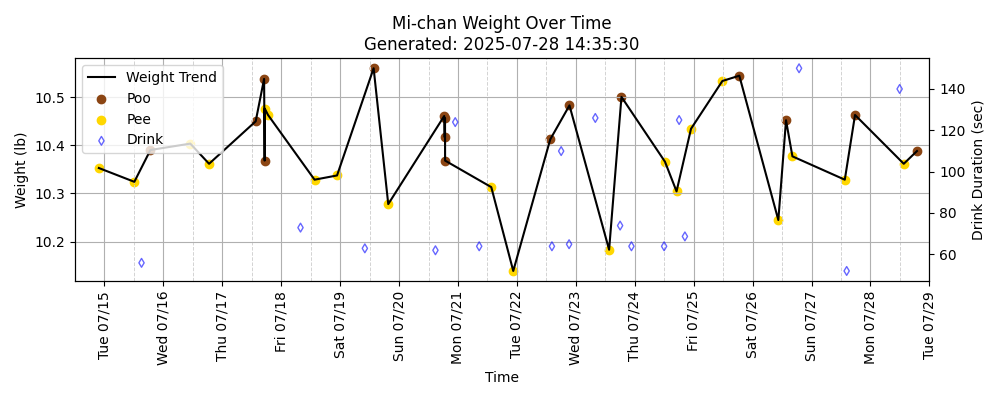 Mi-chan Weight Over Time
Generated: 2025-07-28 14:35:30
Weight Trend
Poo
Pee
Drink
Weight (lb)
10.5
10.4
10.3
10.2
140
120
100
80
60
Drink Duration (sec)
Tue 07/15
Wed 07/16
Thu 07/17
Fri 07/18
Sat 07/19
Sun 07/20
Mon 07/21
Tue 07/22
Wed 07/23
Thu 07/24
Fri 07/25
Sat 07/26
Sun 07/27
Mon 07/28
Tue 07/29
Time